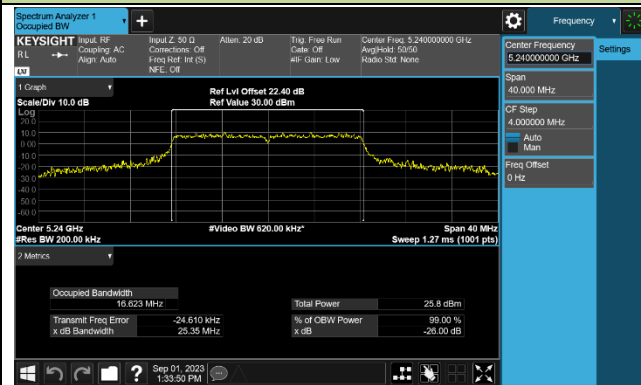 Spectrum Analyzer 1
Occupied BW
+
Frequency
KEYSIGHT
RL
LXI
Input: RF
Coupling: AC
Align: Auto
Input Z: 50 Ω
Corrections: Off
Freq Ref: Int (S)
NFE: Off
Atten: 20 dB
Trig: Free Run
Gate: Off
#IF Gain: Low
Center Freq: 5.240000000 GHz
Avg|Hold: 50/50
Radio Std: None
Center Frequency
5.240000000 GHz
Settings
Span
40.000 MHz
CF Step
4.000000 MHz
Auto
Man
Freq Offset
0 Hz
1 Graph
Scale/Div 10.0 dB
Ref Lvl Offset 22.40 dB
Ref Value 30.00 dBm
Log
20.0
10.0
0.00
-10.0
-20.0
-30.0
-40.0
-50.0
-60.0
Center 5.24 GHz
#Res BW 200.00 kHz
#Video BW 620.00 kHz*
Span 40 MHz
Sweep 1.27 ms (1001 pts)
2 Metrics
Occupied Bandwidth
16.623 MHz
Total Power 25.8 dBm
Transmit Freq Error -24.610 kHz
% of OBW Power 99.00 %
x dB Bandwidth 25.35 MHz
x dB -26.00 dB
?
Sep 01, 2023
1:33:50 PM